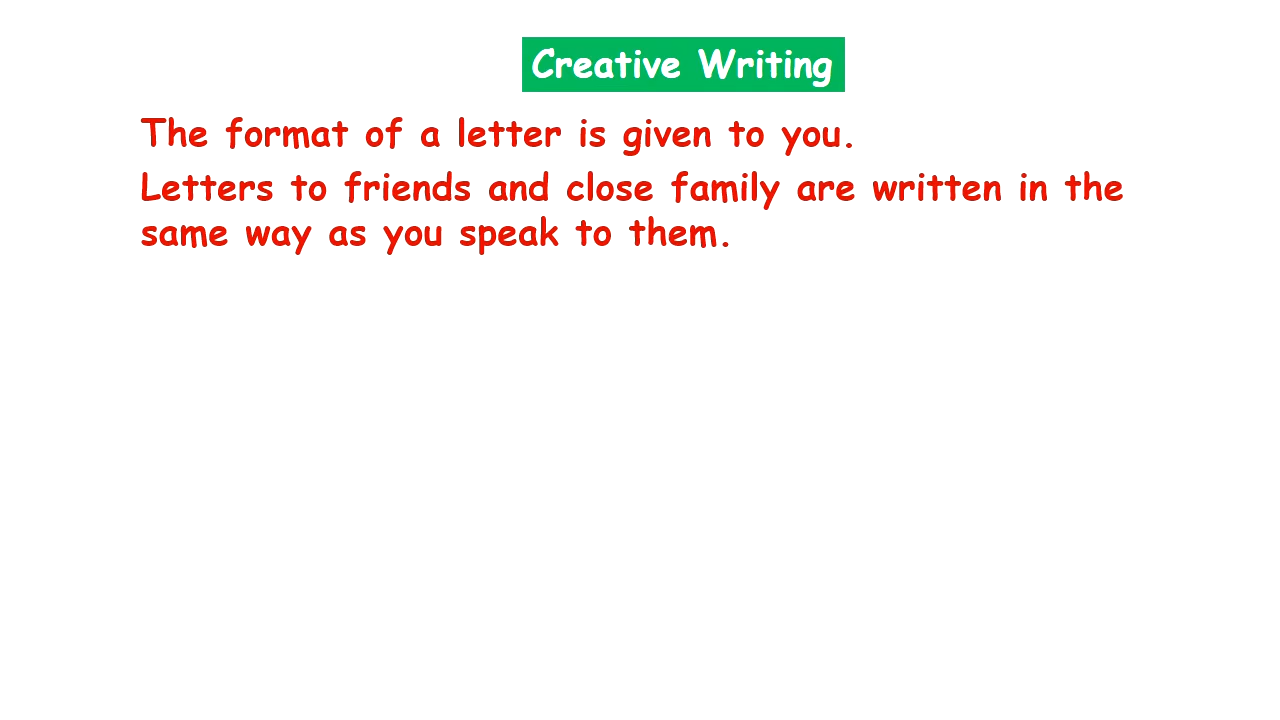 Creative Writing
The format of a letter is given to you.
Letters to friends and close family are written in the
same way as you speak to them.